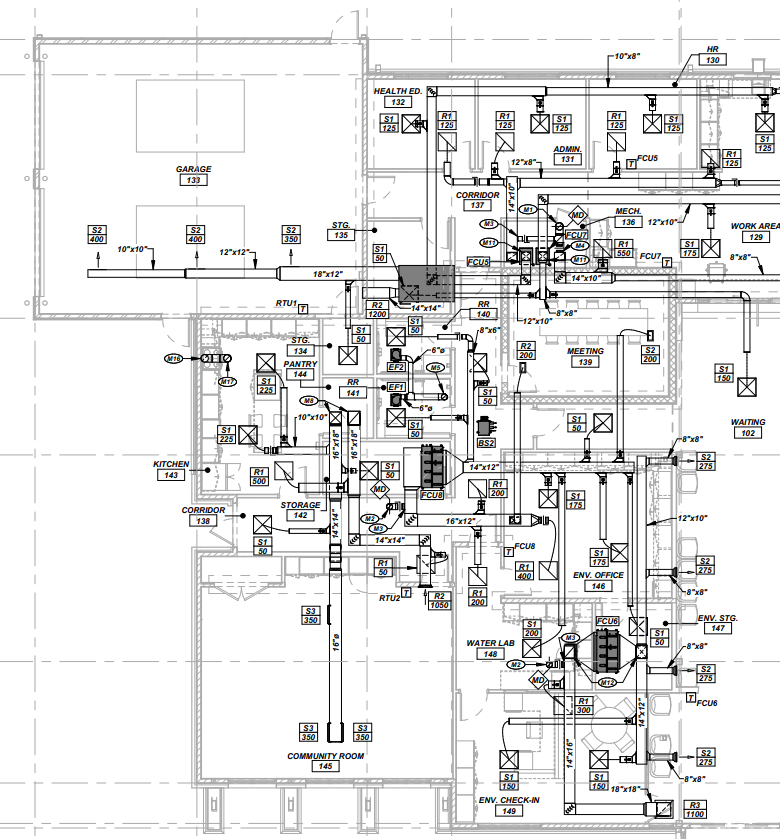 HR
130
10"x8"
HEALTH ED.
132
S1
125
R1
125
R1
125
S1
125
R1
125
S1
125
S1
125
ADMIN.
131
T
FCU5
R1
125
12"x8"
GARAGE
133
CORRIDOR
137
14"x10"
M1
MD
MECH.
136
12"x10"
M3
M11
FCU7
M4
M11
FCU5
R1
550
FCU7
T
S1
175
WORK AREA
129
8"x8"
STG.
135
S1
50
S2
400
S2
400
S2
350
10"x10"
12"x12"
18"x12"
14"x10"
RTU1
T
R2
1200
14"x14"
12"x10"
8"x8"
RR
140
STG.
134
S1
50
S1
50
8"x6"
M16
M17
PANTRY
144
S1
225
EF2
6"ø
M5
RR
141
EF1
6"ø
R2
200
MEETING
139
S2
200
S1
150
M8
S1
50
10"x10"
S1
225
16"x18"
16"x18"
S1
50
BS2
S1
50
WAITING
102
8"x8"
S2
275
KITCHEN
143
R1
500
S1
50
MD
FCU8
14"x12"
R1
200
S1
175
CORRIDOR
138
STORAGE
142
14"x14"
M2
M3
16"x12"
12"x10"
S1
50
14"x14"
FCU8
T
R1
50
R1
200
R1
400
S1
175
ENV. OFFICE
146
S2
275
8"x8"
RTU2
T
R2
1050
S3
350
16"ø
S1
200
FCU6
M3
S1
50
ENV. STG.
147
WATER LAB
148
M2
MD
M12
8"x8"
S2
275
R1
300
14"x12"
T
FCU6
S3
350
S3
350
COMMUNITY ROOM
145
14"x16"
S2
275
8"x8"
S1
150
S1
150
18"x18"
ENV. CHECK-IN
149
R3
1100